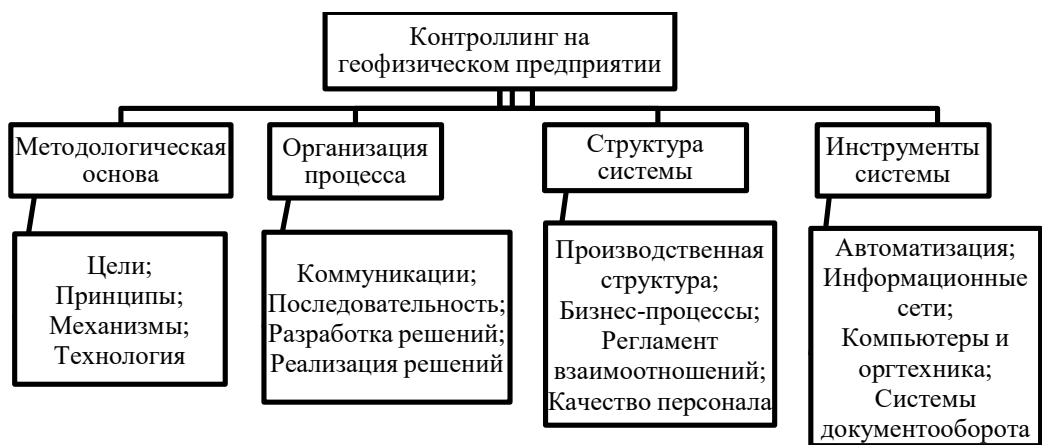 Контроллинг на
геофизическом предприятии
Методологическая
основа
Организация
процесса
Структура
системы
Инструменты
системы
Цели;
Принципы;
Механизмы;
Технология
Коммуникации;
Последовательность;
Разработка решений;
Реализация решений
Производственная
структура;
Бизнес-процессы;
Регламент
взаимоотношений;
Качество персонала
Автоматизация;
Информационные
сети;
Компьютеры и
оргтехника;
Системы
документооборота